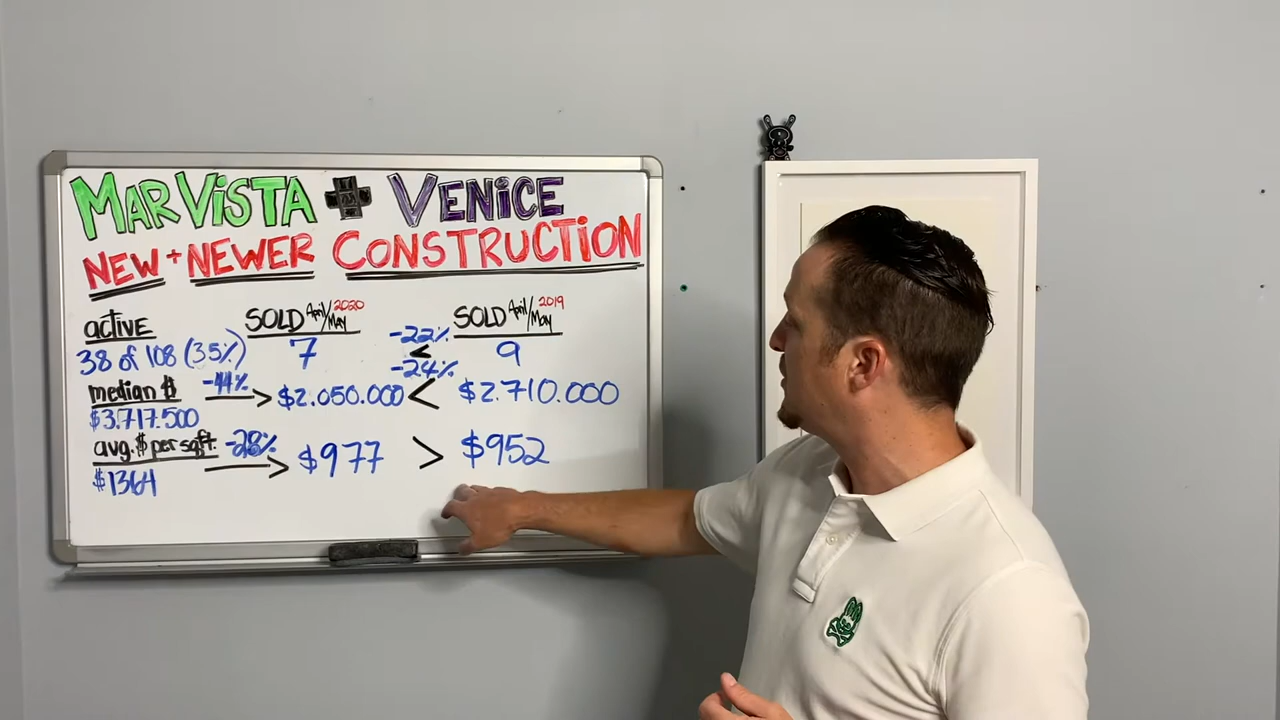 MAR VISTA + VENICE
NEW + NEWER CONSTRUCTION
active
38 of 108 (35%)
median $
$3.717.500
avg. $ per sqft.
$1364
-44%
-28%
SOLD April/May 2020
7
$2.050.000
$977
-22%
<
-24%
<
>
SOLD April/May 2019
9
$2.710.000
$952